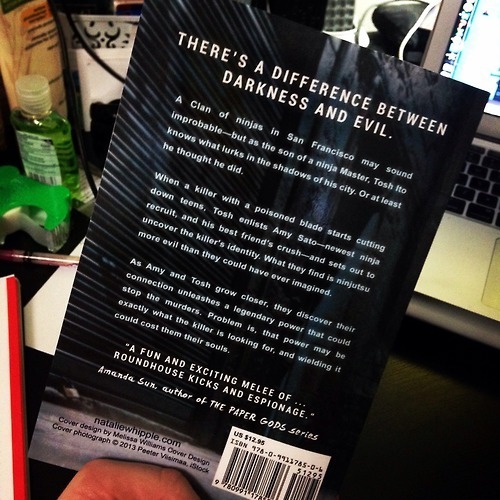 THERE'S A DIFFERENCE BETWEEN
DARKNESS AND EVIL.
A Clan of ninjas in San Francisco may sound
improbable—but as the son of a ninja Master, Tosh Ito
knows what lurks in the shadows of his city. Or at least
he thought he did.
When a killer with a poisoned blade starts cutting
down teens, Tosh enlists Amy Sato—newest ninja
recruit, and his best friend's crush—and sets out to
uncover the killer's identity. What they find is ninjutsu
more evil than they could have ever imagined.
As Amy and Tosh grow closer, they discover their
connection unleashes a legendary power that could
stop the murders. Problem is, that power may be
exactly what the killer is looking for, and wielding it
could cost them their souls.
"A FUN AND EXCITING MELEE OF ...
ROUNDHOUSE KICKS AND ESPIONAGE."
Amanda Sun, author of THE PAPER GODS series
nataliewhipple.com
Cover design by Melissa Williams Cover Design
Cover photograph © 2013 Peeter Viisimaa, iStock
US $12.95
ISBN 978-0-9911765-0-6
51295